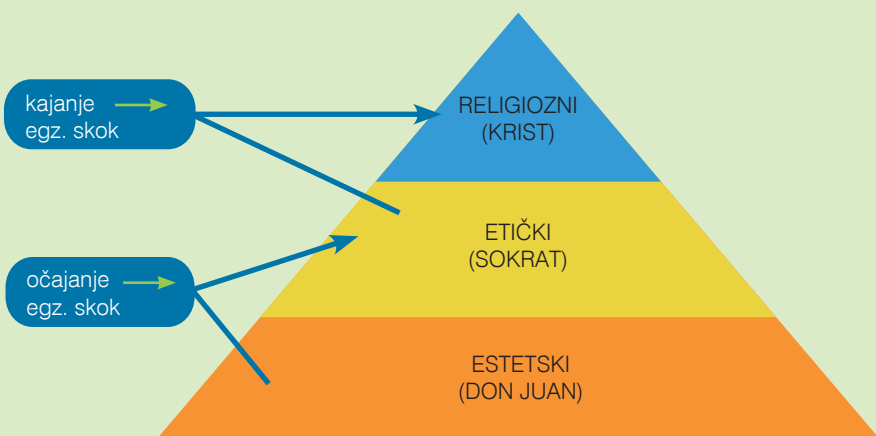 kajanje
egz. skok
RELIGIOZNI
(KRIST)
ETIČKI
(SOKRAT)
očajanje
egz. skok
ESTETSKI
(DON JUAN)